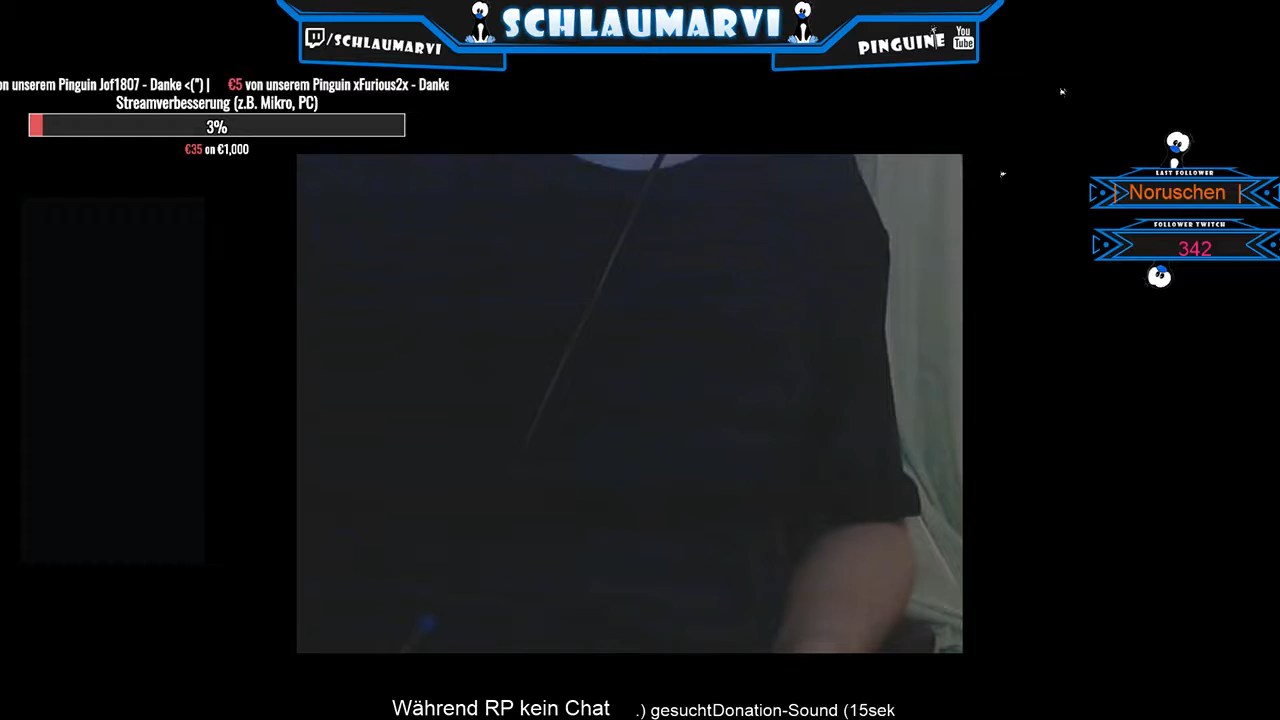 SCHLAUMARVI
/SCHLAUMARVI
PINGUINE
You
Tube
on unserem Pinguin Jof1807 - Danke <(") | €5 von unserem Pinguin xFurious2x - Danke
Streamverbesserung (z.B. Mikro, PC)
3%
€35 on €1,000
LAST FOLLOWER
| Noruschen |
FOLLOWER TWITCH
342
Während RP kein Chat
.) gesuchtDonation-Sound (15sek